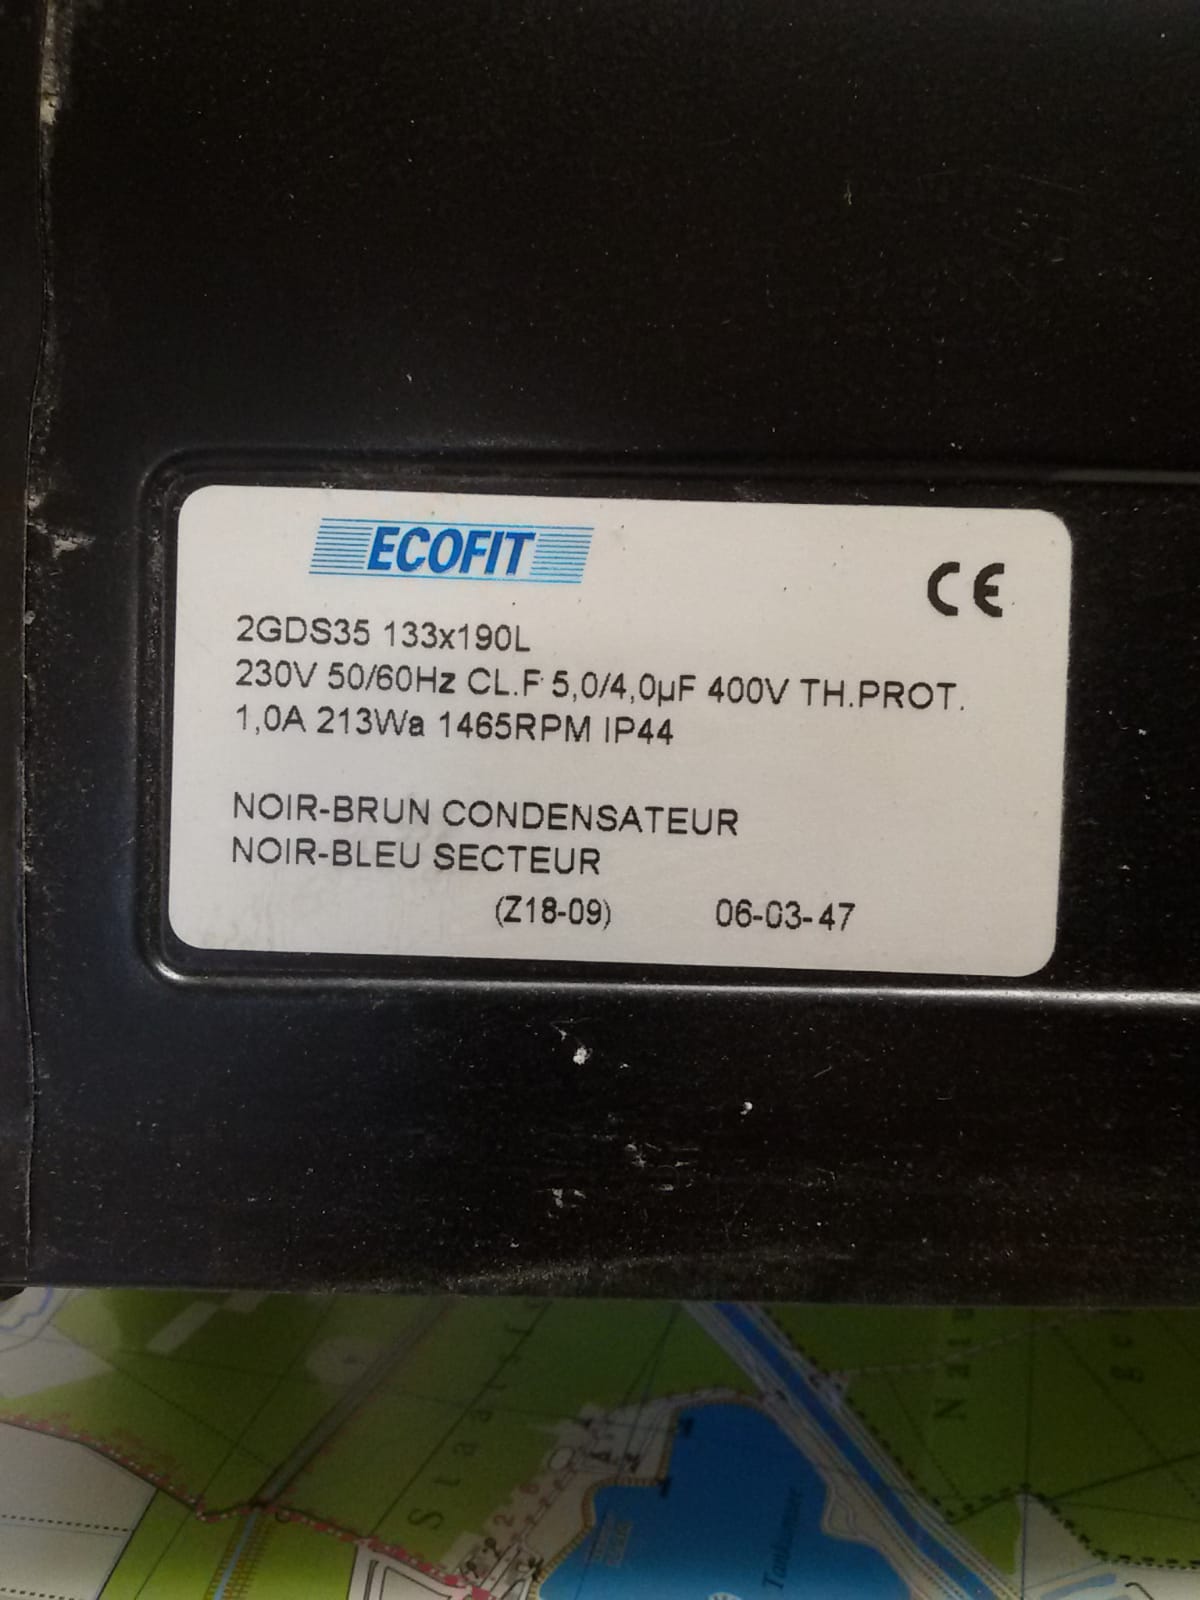 ECOFIT
CE
2GDS35 133x190L
230V 50/60Hz CL.F 5,0/4,0µF 400V TH.PROT.
1,0A 213Wa 1465RPM IP44
NOIR-BRUN CONDENSATEUR
NOIR-BLEU SECTEUR
(Z18-09) 06-03-47